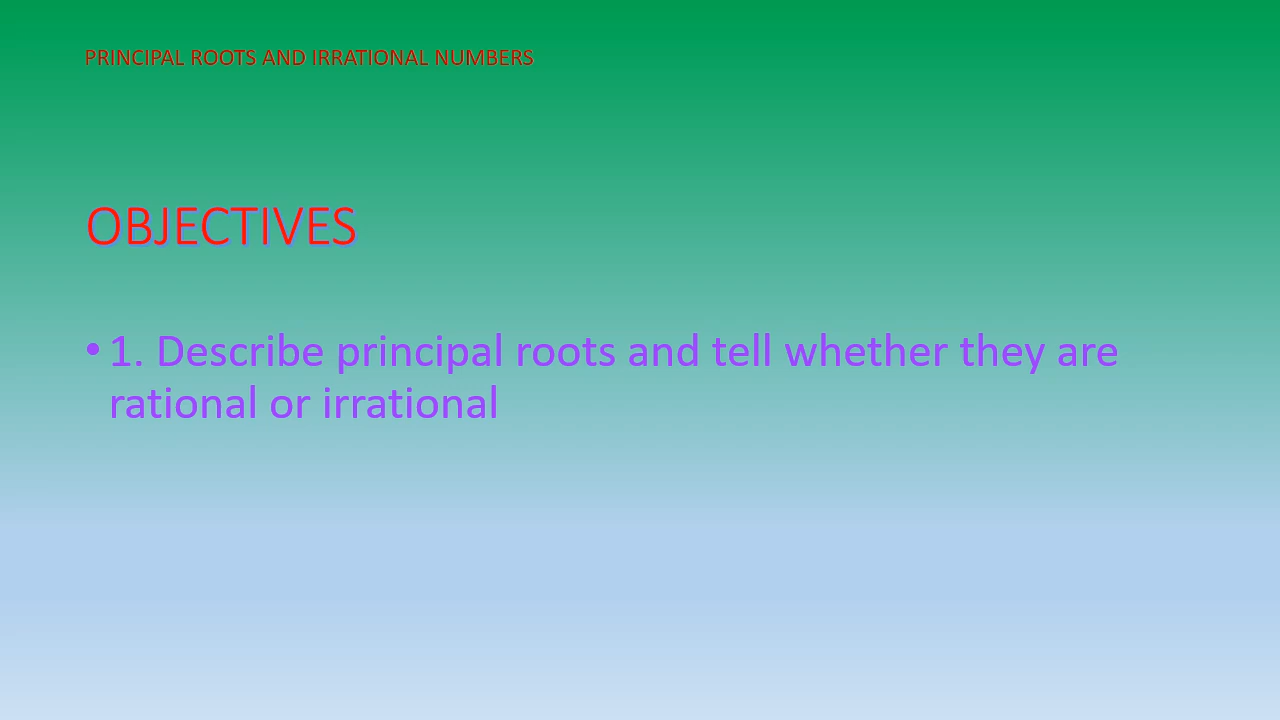 PRINCIPAL ROOTS AND IRRATIONAL NUMBERS
OBJECTIVES
• 1. Describe principal roots and tell whether they are
rational or irrational